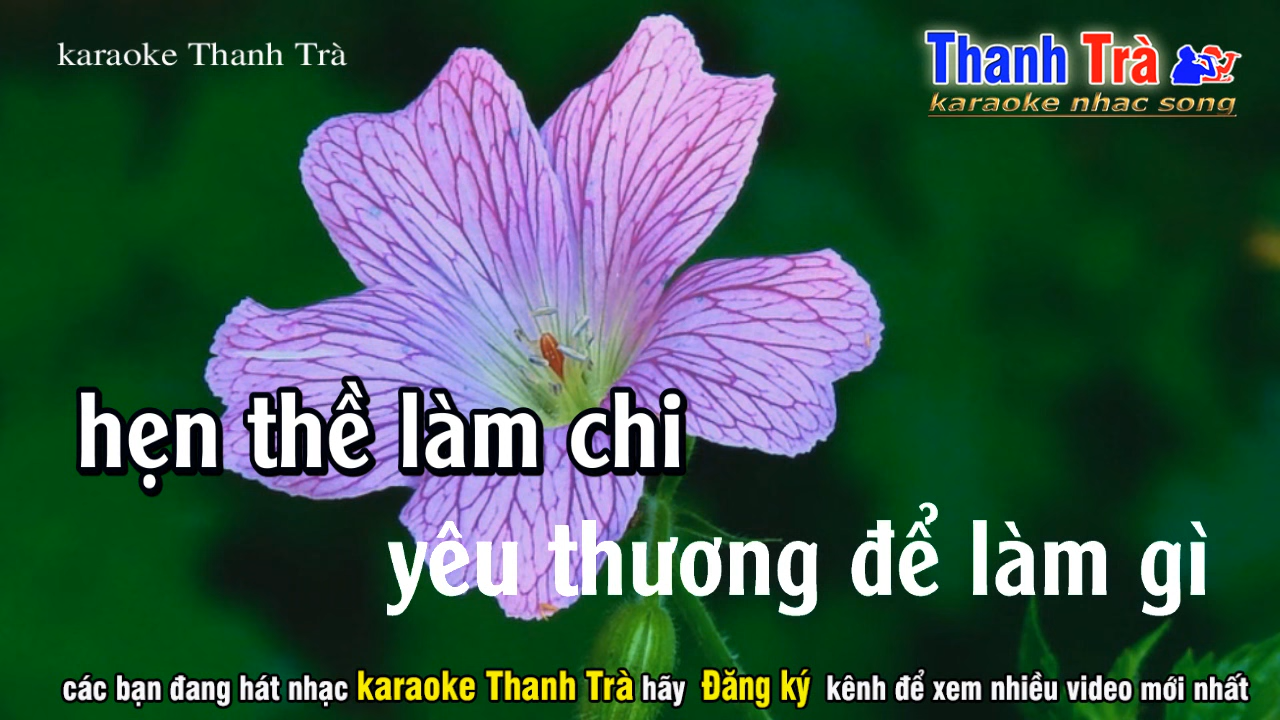 karaoke Thanh Trà
Thanh Trà
karaoke nhac song
hẹn thề làm chi
yêu thương để làm gì
các bạn đang hát nhạc karaoke Thanh Trà hãy Đăng ký kênh để xem nhiều video mới nhất